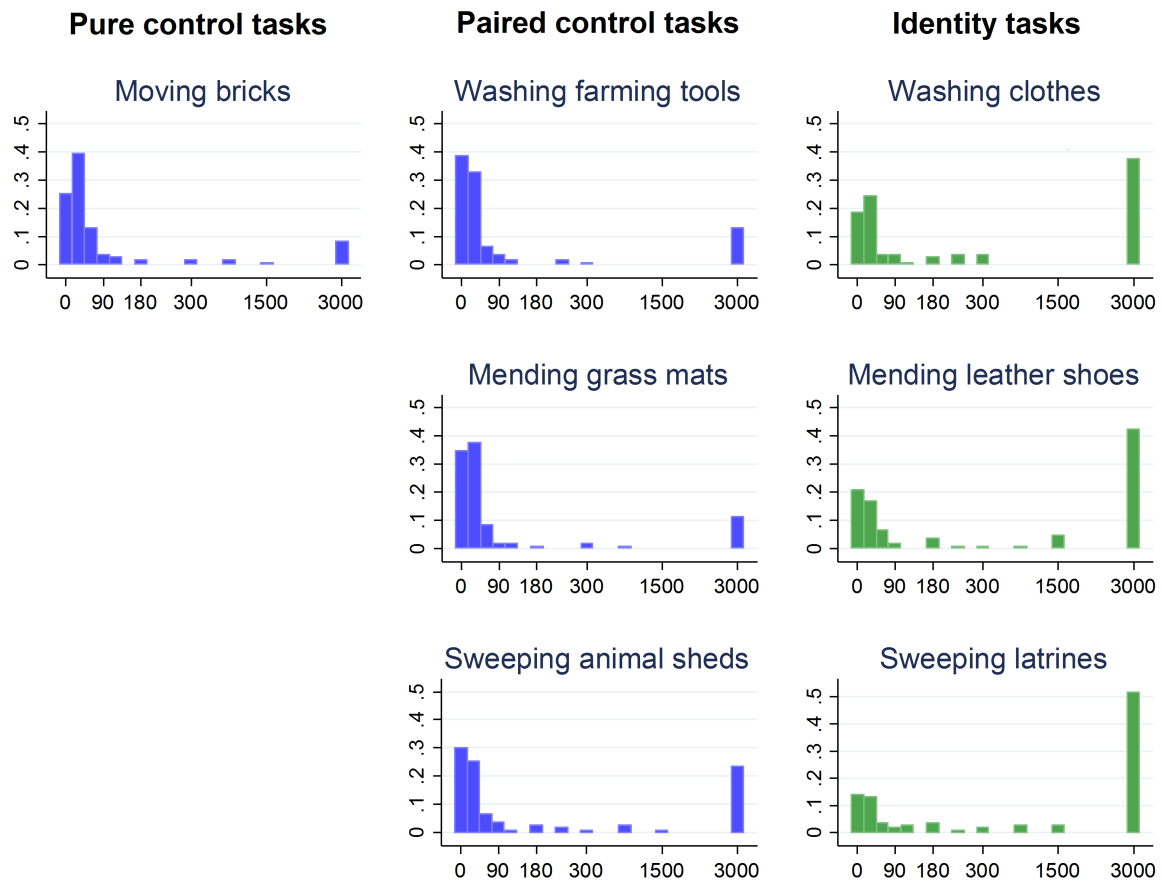 Pure control tasks
Paired control tasks
Identity tasks
Moving bricks
.5
.4
.3
.2
.1
0
0 90 180 300 1500 3000
Washing farming tools
.5
.4
.3
.2
.1
0
0 90 180 300 1500 3000
Washing clothes
.5
.4
.3
.2
.1
0
0 90 180 300 1500 3000
Mending grass mats
.5
.4
.3
.2
.1
0
0 90 180 300 1500 3000
Mending leather shoes
.5
.4
.3
.2
.1
0
0 90 180 300 1500 3000
Sweeping animal sheds
.5
.4
.3
.2
.1
0
0 90 180 300 1500 3000
Sweeping latrines
.5
.4
.3
.2
.1
0
0 90 180 300 1500 3000